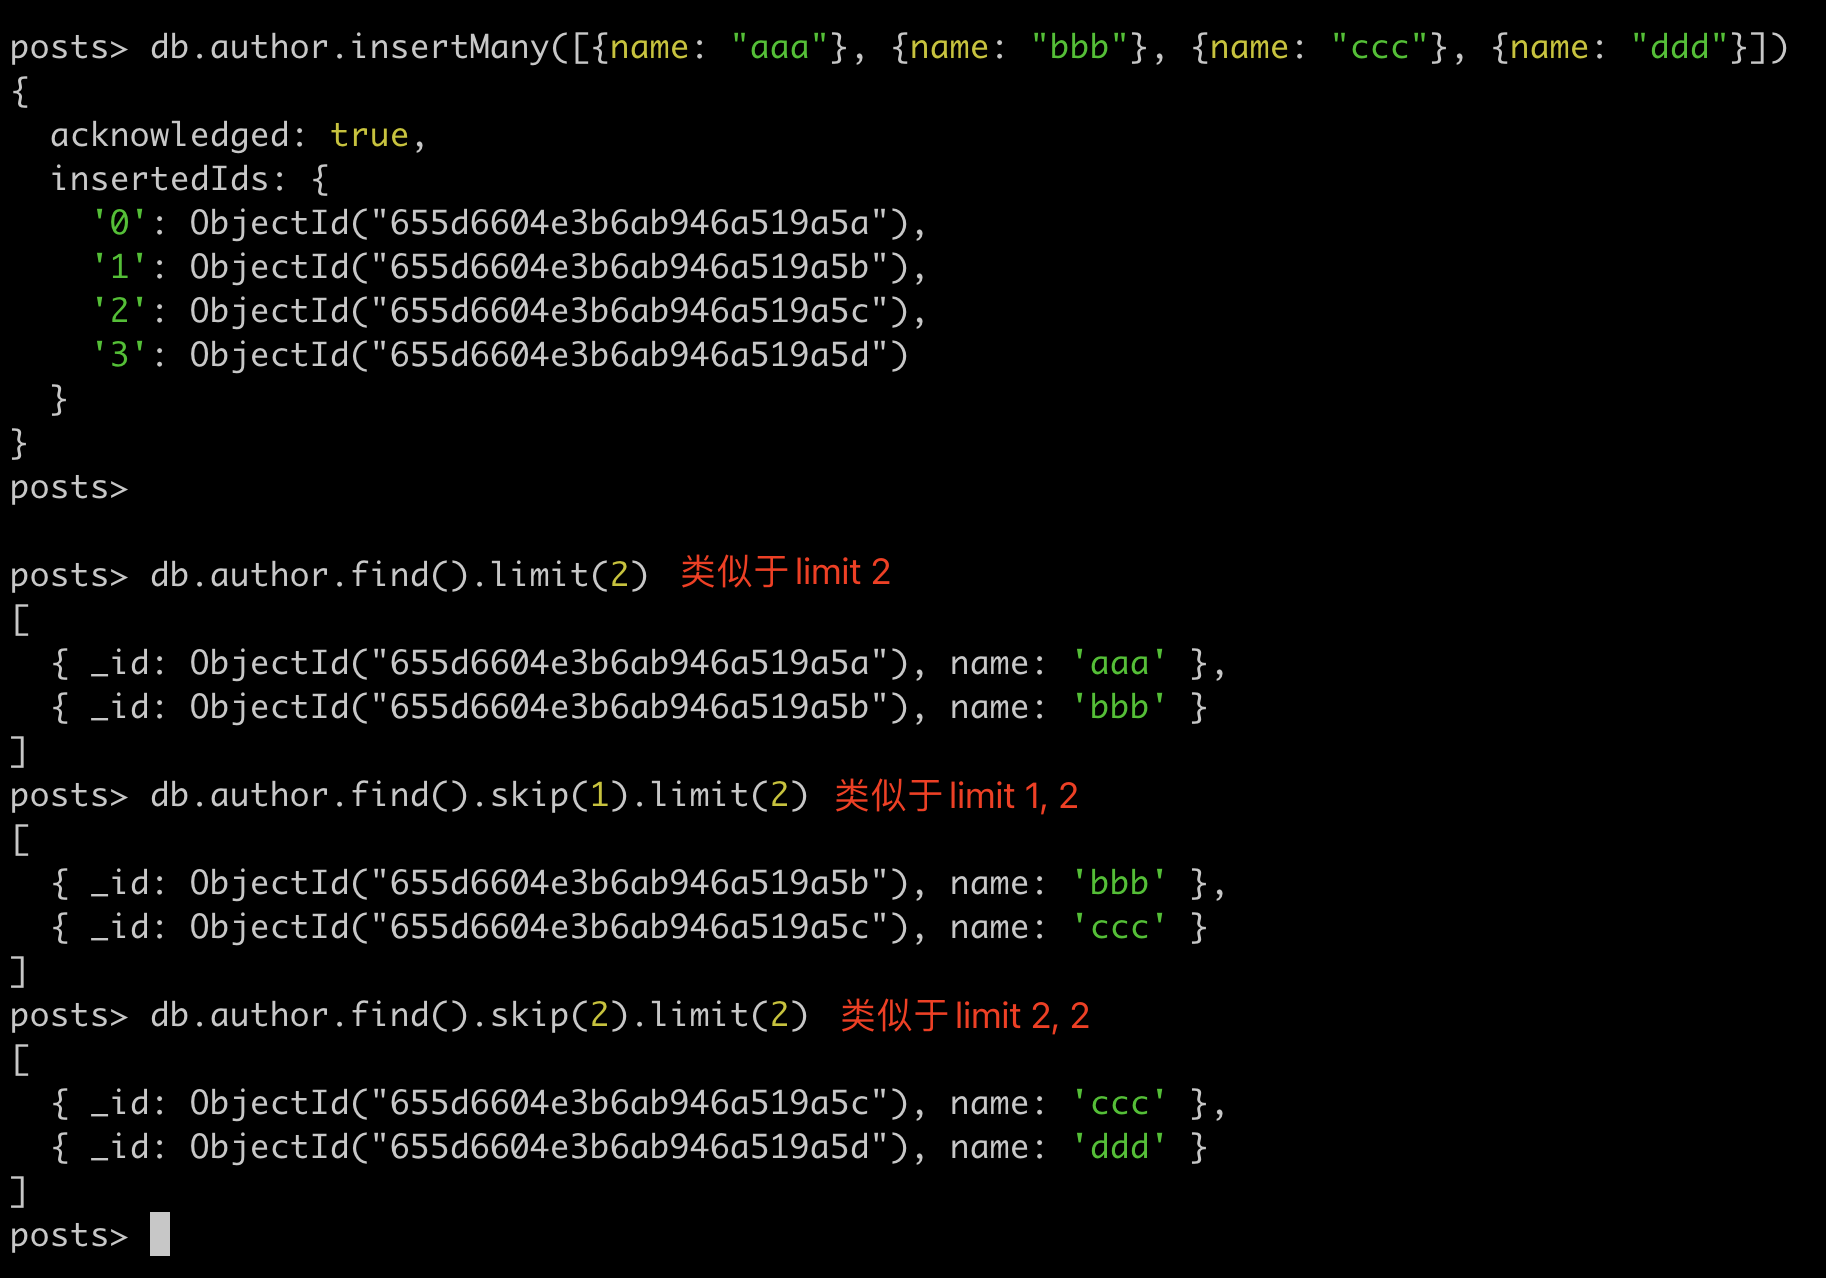 posts> db.author.insertMany([{name: "aaa"}, {name: "bbb"}, {name: "ccc"}, {name: "ddd"}])
{
  acknowledged: true,
  insertedIds: {
    '0': ObjectId("655d6604e3b6ab946a519a5a"),
    '1': ObjectId("655d6604e3b6ab946a519a5b"),
    '2': ObjectId("655d6604e3b6ab946a519a5c"),
    '3': ObjectId("655d6604e3b6ab946a519a5d")
  }
}
posts>
posts> db.author.find().limit(2) 类似于 limit 2
[
  { _id: ObjectId("655d6604e3b6ab946a519a5a"), name: 'aaa' },
  { _id: ObjectId("655d6604e3b6ab946a519a5b"), name: 'bbb' }
]
posts> db.author.find().skip(1).limit(2) 类似于 limit 1, 2
[
  { _id: ObjectId("655d6604e3b6ab946a519a5b"), name: 'bbb' },
  { _id: ObjectId("655d6604e3b6ab946a519a5c"), name: 'ccc' }
]
posts> db.author.find().skip(2).limit(2) 类似于 limit 2, 2
[
  { _id: ObjectId("655d6604e3b6ab946a519a5c"), name: 'ccc' },
  { _id: ObjectId("655d6604e3b6ab946a519a5d"), name: 'ddd' }
]
posts>